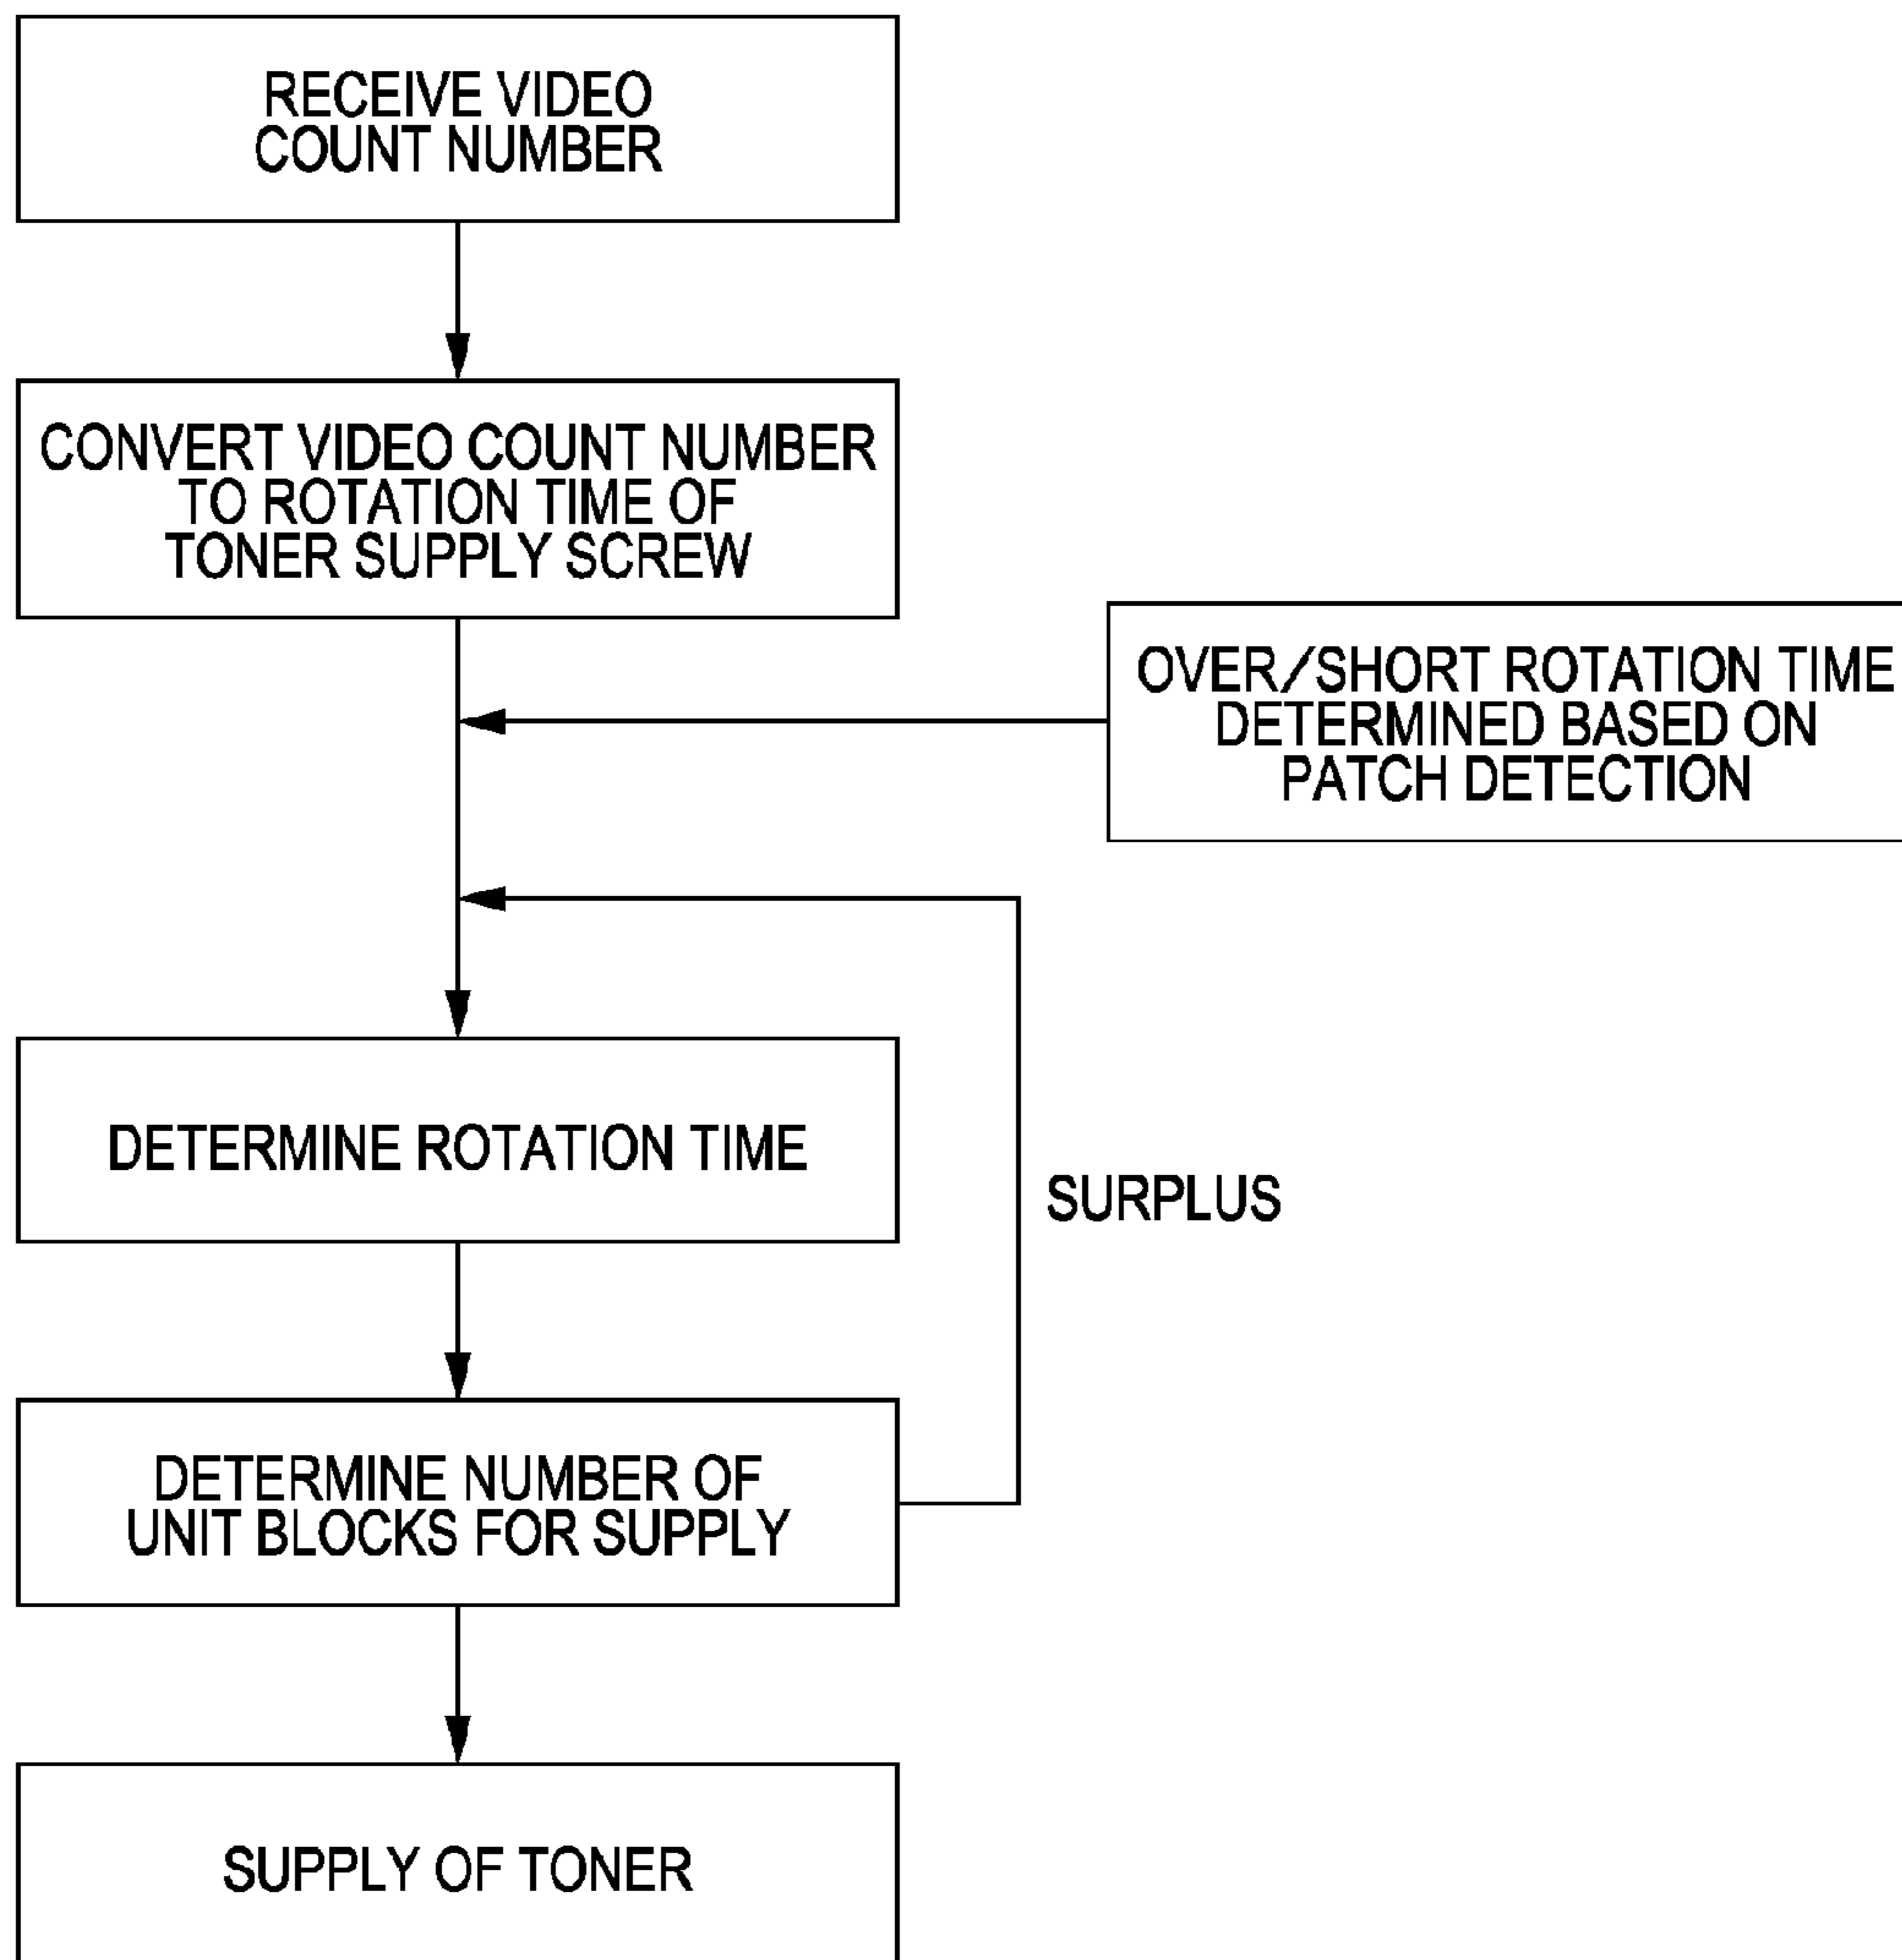 RECEIVE VIDEO
COUNT NUMBER
CONVERT VIDEO COUNT NUMBER
TO ROTATION TIME OF
TONER SUPPLY SCREW
OVER/SHORT ROTATION TIME
DETERMINED BASED ON
PATCH DETECTION
DETERMINE ROTATION TIME
SURPLUS
DETERMINE NUMBER OF
UNIT BLOCKS FOR SUPPLY
SUPPLY OF TONER